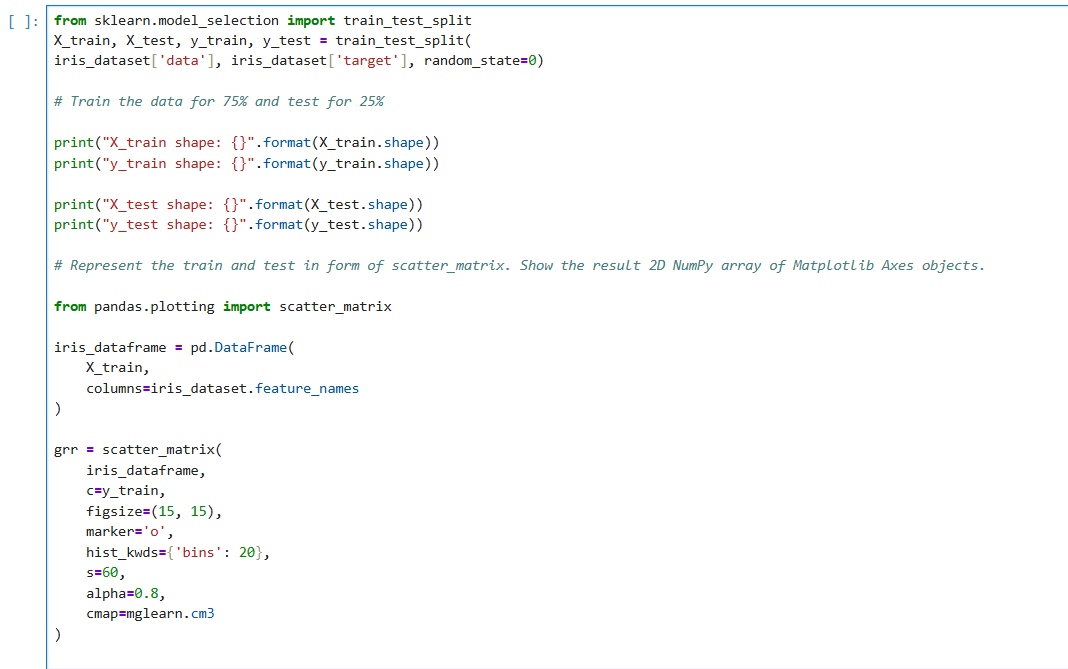 [ ]:
from sklearn.model_selection import train_test_split
X_train, X_test, y_train, y_test = train_test_split(
iris_dataset['data'], iris_dataset['target'], random_state=0)
# Train the data for 75% and test for 25%
print("X_train shape: {}".format(X_train.shape))
print("y_train shape: {}".format(y_train.shape))
print("X_test shape: {}".format(X_test.shape))
print("y_test shape: {}".format(y_test.shape))
# Represent the train and test in form of scatter_matrix. Show the result 2D NumPy array of Matplotlib Axes objects.
from pandas.plotting import scatter_matrix
iris_dataframe = pd.DataFrame(
    X_train,
    columns=iris_dataset.feature_names
)
grr = scatter_matrix(
    iris_dataframe,
    c=y_train,
    figsize=(15, 15),
    marker='o',
    hist_kwds={'bins': 20},
    s=60,
    alpha=0.8,
    cmap=mglearn.cm3
)